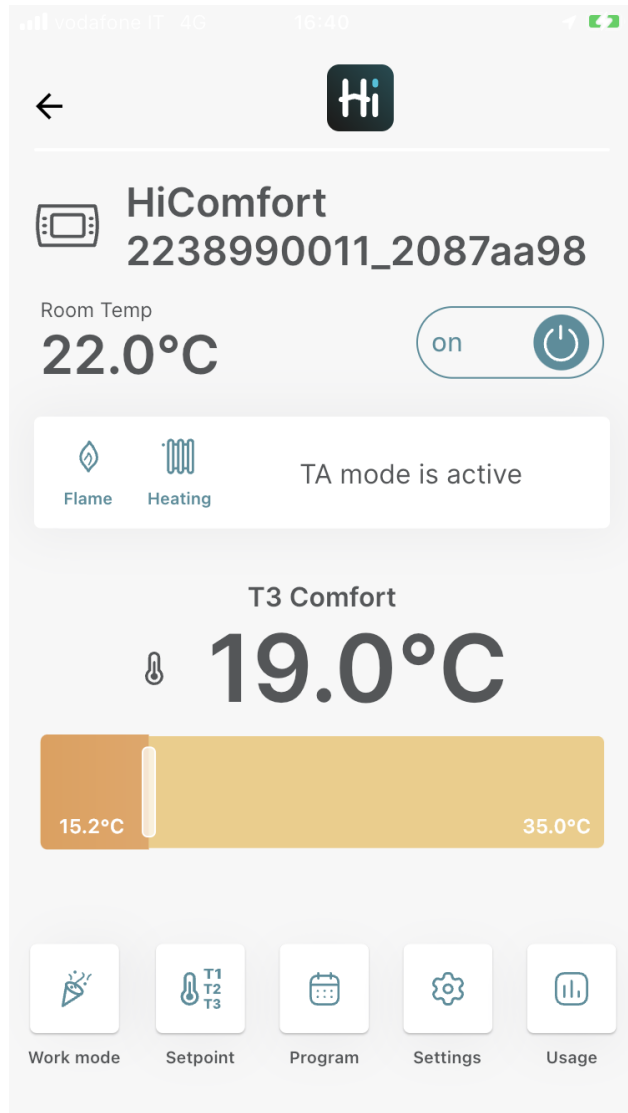 vodafone IT 4G 16:40
Hi
HiComfort
2238990011_2087aa98
Room Temp
22.0°C
on
Flame
Heating
TA mode is active
T3 Comfort
19.0°C
15.2°C
35.0°C
T1
T2
T3
Work mode
Setpoint
Program
Settings
Usage